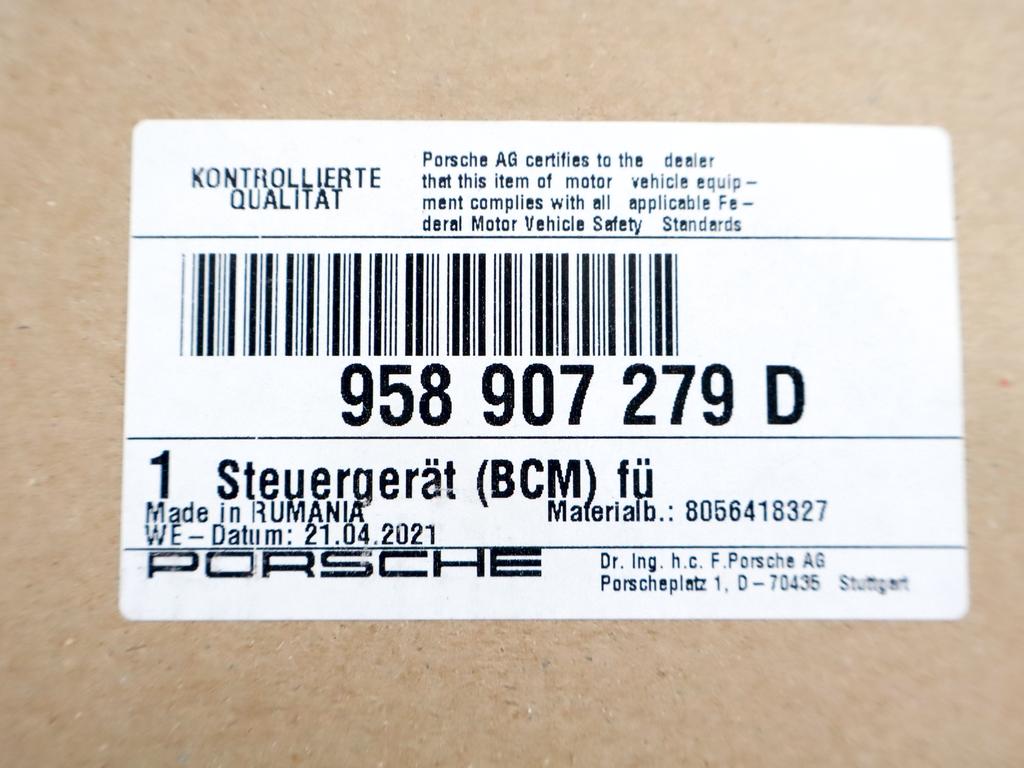 KONTROLLIERTE
QUALITÄT
Porsche AG certifies to the dealer
that this item of motor vehicle equip-
ment complies with all applicable Fe-
deral Motor Vehicle Safety Standards
958 907 279 D
1 Steuergerät (BCM) fü
Made in RUMANIA Materialb.: 8056418327
WE-Datum: 21.04.2021
PORSCHE
Dr. Ing. h.c. F.Porsche AG
Porscheplatz 1, D-70435 Stuttgart